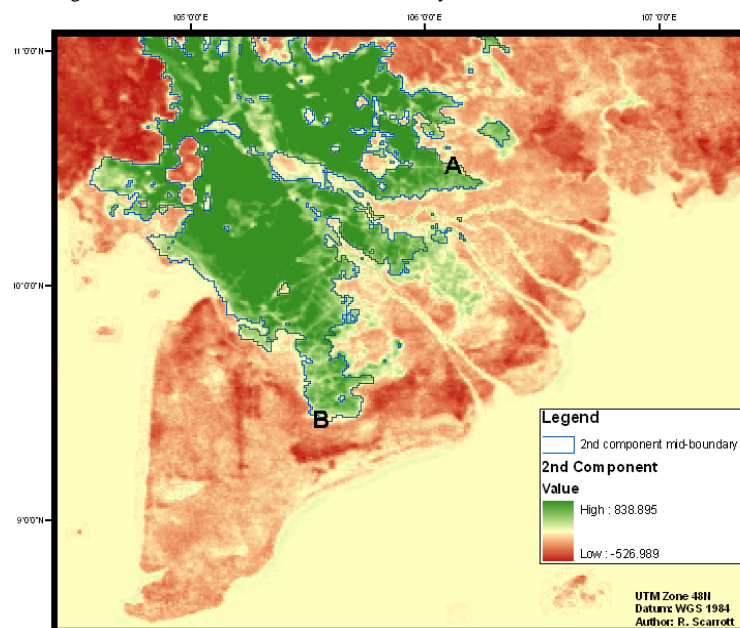 105°0'0"E
106°0'0"E
107°0'0"E
11°0'0"N
10°0'0"N
9°0'0"N
A
B
Legend
2nd component mid-boundary
2nd Component
Value
High : 838.895
Low : -526.989
UTM Zone 48N
Datum: WGS 1984
Author: R. Scarrott